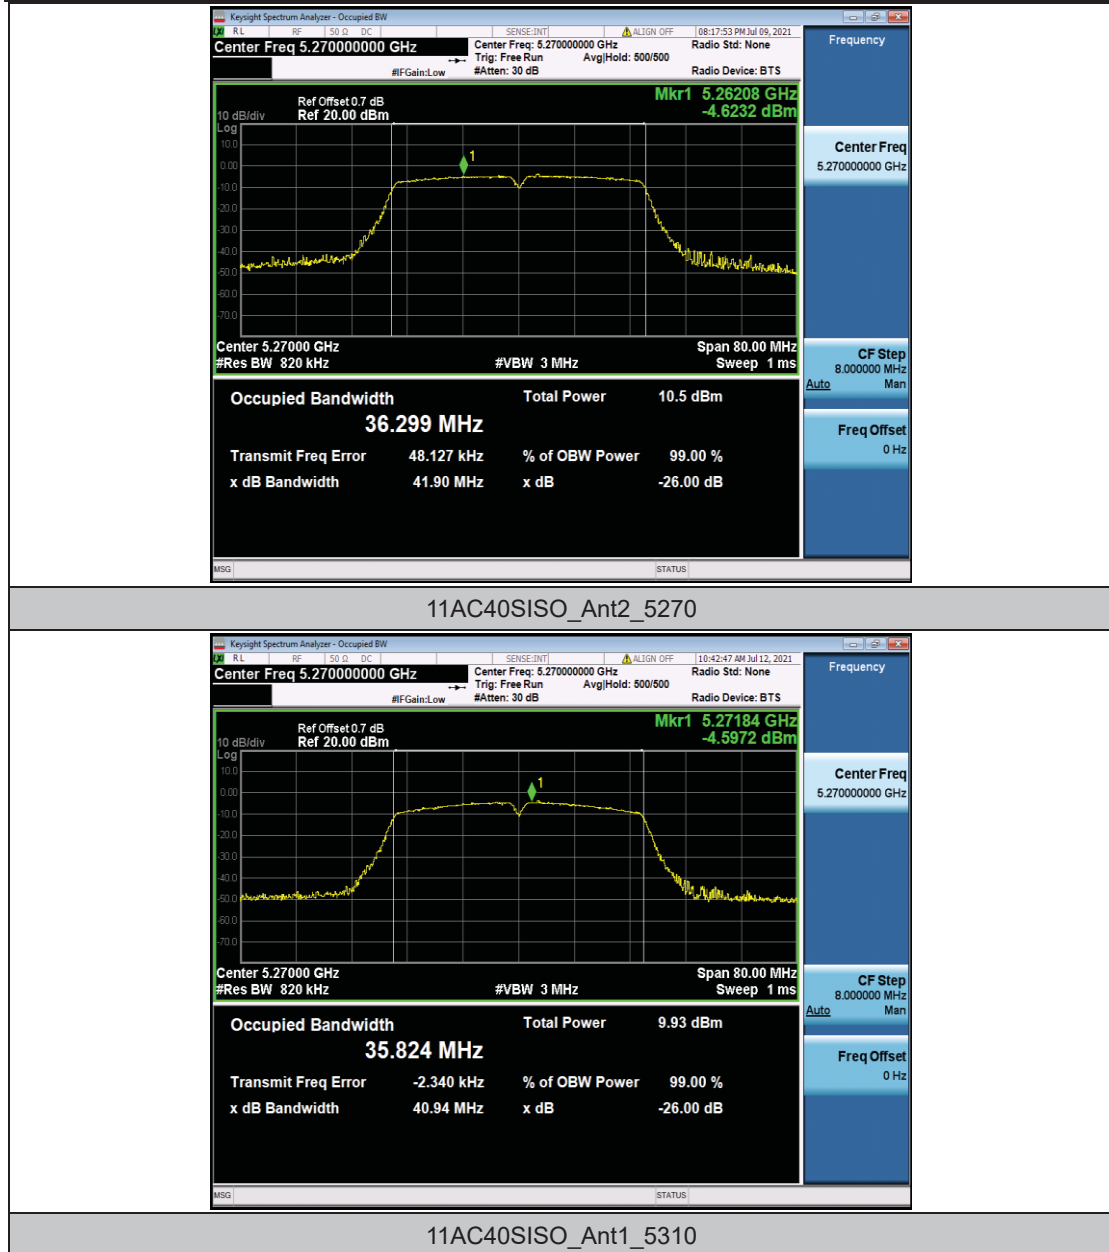 Keysight Spectrum Analyzer - Occupied BW
RL RF 50 Ω DC SENSE:INT ALIGN OFF 08:17:53 PM Jul 09, 2021
Center Freq 5.270000000 GHz Center Freq: 5.270000000 GHz Radio Std: None Frequency
Trig: Free Run Avg|Hold: 500/500
#IFGain:Low #Atten: 30 dB Radio Device: BTS
Mkr1 5.26208 GHz
-4.6232 dBm
Ref Offset 0.7 dB
10 dB/div Ref 20.00 dBm
Log
10.0
0.00
-10.0
-20.0
-30.0
-40.0
-50.0
-60.0
-70.0
1
Center Freq
5.270000000 GHz
Center 5.27000 GHz Span 80.00 MHz
#Res BW 820 kHz #VBW 3 MHz Sweep 1 ms
CF Step
8.000000 MHz
Auto Man
Occupied Bandwidth Total Power 10.5 dBm
36.299 MHz
Transmit Freq Error 48.127 kHz % of OBW Power 99.00 %
x dB Bandwidth 41.90 MHz x dB -26.00 dB
Freq Offset
0 Hz
MSG STATUS
11AC40SISO_Ant2_5270
Keysight Spectrum Analyzer - Occupied BW
RL RF 50 Ω DC SENSE:INT ALIGN OFF 10:42:47 AM Jul 12, 2021
Center Freq 5.270000000 GHz Center Freq: 5.270000000 GHz Radio Std: None Frequency
Trig: Free Run Avg|Hold: 500/500
#IFGain:Low #Atten: 30 dB Radio Device: BTS
Mkr1 5.27184 GHz
-4.5972 dBm
Ref Offset 0.7 dB
10 dB/div Ref 20.00 dBm
Log
10.0
0.00
-10.0
-20.0
-30.0
-40.0
-50.0
-60.0
-70.0
1
Center Freq
5.270000000 GHz
Center 5.27000 GHz Span 80.00 MHz
#Res BW 820 kHz #VBW 3 MHz Sweep 1 ms
CF Step
8.000000 MHz
Auto Man
Occupied Bandwidth Total Power 9.93 dBm
35.824 MHz
Transmit Freq Error -2.340 kHz % of OBW Power 99.00 %
x dB Bandwidth 40.94 MHz x dB -26.00 dB
Freq Offset
0 Hz
MSG STATUS
11AC40SISO_Ant1_5310